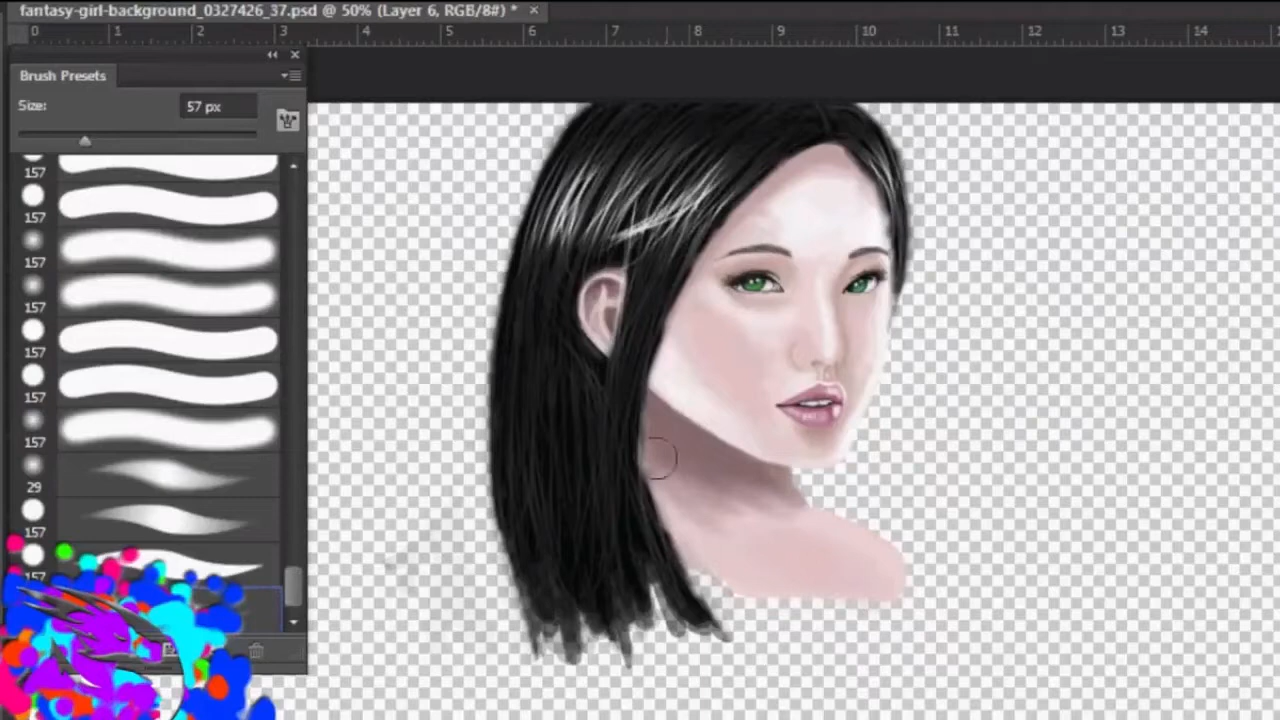 fantasy-girl-background_0327426_37.psd @ 50% (Layer 6, RGB/8#) * ×
0 1 2 3 4 5 6 7 8 9 10 11 12 13 14
Brush Presets
Size: 57 px
157
157
157
157
157
157
157
29
157
157